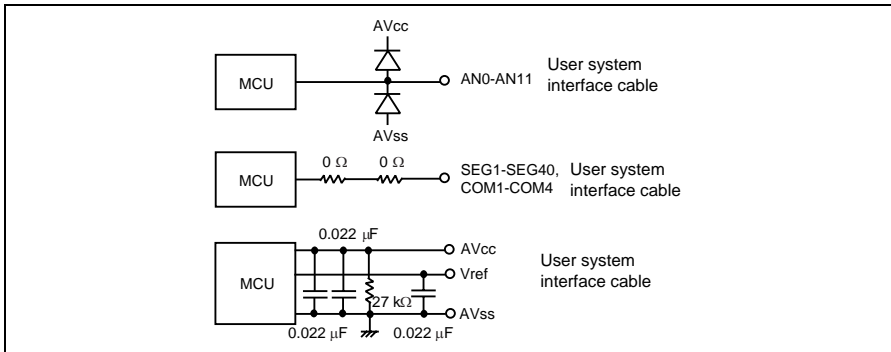 AVcc
MCU
AN0-AN11
User system
interface cable
AVss
MCU
0 Ω
0 Ω
SEG1-SEG40,
COM1-COM4
User system
interface cable
0.022 μF
MCU
AVcc
Vref
User system
interface cable
27 kΩ
AVss
0.022 μF
0.022 μF